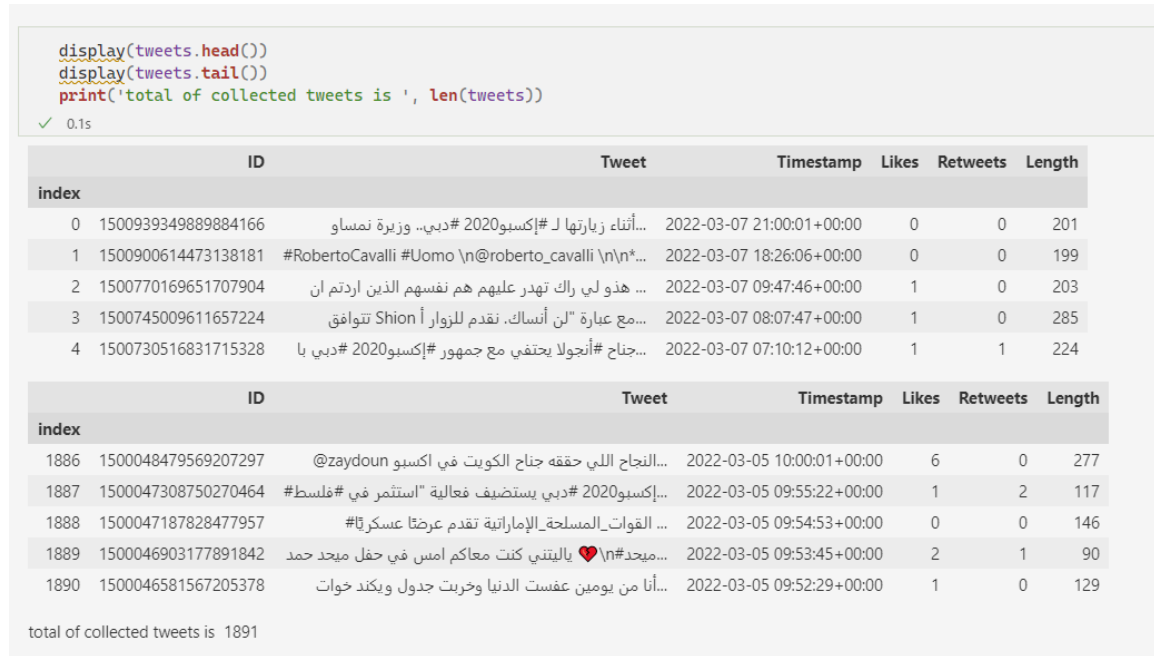 display(tweets.head())
display(tweets.tail())
print('total of collected tweets is ', len(tweets))
✓ 0.1s
ID Tweet Timestamp Likes Retweets Length
index
0 1500939349889884166 أثناء زيارتها لـ #إكسبو2020 #دبي.. وزيرة نمساو... 2022-03-07 21:00:01+00:00 0 0 201
1 1500900614473138181 #RobertoCavalli #Uomo \n@roberto_cavalli \n\n*... 2022-03-07 18:26:06+00:00 0 0 199
2 1500770169651707904 هذو لي راك تهدر عليهم هم نفسهم الذين اردتم ان ... 2022-03-07 09:47:46+00:00 1 0 203
3 1500745009611657224 مع عبارة "لن أنساك. نقدم للزوار أ Shion تتوافق... 2022-03-07 08:07:47+00:00 1 0 285
4 1500730516831715328 جناح #أنجولا يحتفي مع جمهور #إكسبو2020 #دبي با... 2022-03-07 07:10:12+00:00 1 1 224
ID Tweet Timestamp Likes Retweets Length
index
1886 1500048479569207297 @zaydoun النجاح اللي حققه جناح الكويت في اكسبو... 2022-03-05 10:00:01+00:00 6 0 277
1887 1500047308750270464 #إكسبو2020 #دبي يستضيف فعالية "استثمر في #فلسط... 2022-03-05 09:55:22+00:00 1 2 117
1888 1500047187828477957 #القوات_المسلحة_الإماراتية تقدم عرضًا عسكريًا ... 2022-03-05 09:54:53+00:00 0 0 146
1889 1500046903177891842 ياليتني كنت معاكم امس في حفل ميحد حمد 💔\n#ميحد... 2022-03-05 09:53:45+00:00 2 1 90
1890 1500046581567205378 أنا من يومين عفست الدنيا وخربت جدول ويكند خوات... 2022-03-05 09:52:29+00:00 1 0 129
total of collected tweets is 1891